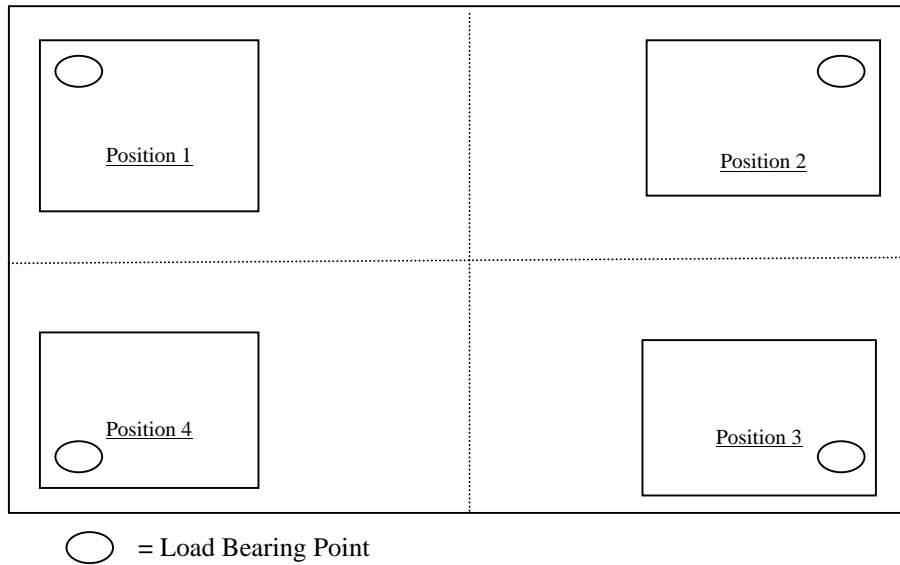 Position 1
Position 2
Position 4
Position 3
= Load Bearing Point